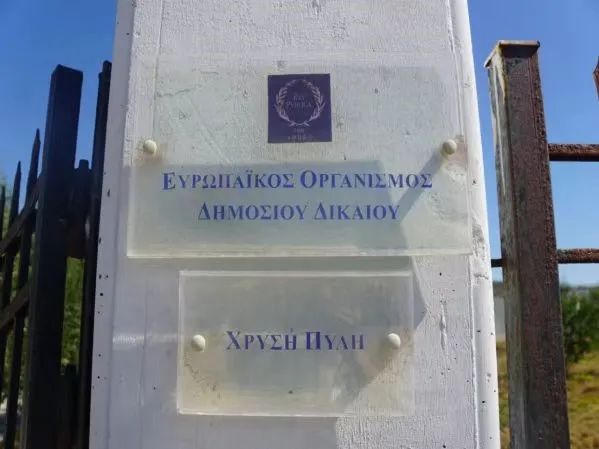 ΕΥΡΩΠΑΪΚΟΣ ΟΡΓΑΝΙΣΜΟΣ
ΔΗΜΟΣΙΟΥ ΔΙΚΑΙΟΥ
ΧΡΥΣΗ ΠΥΛΗ